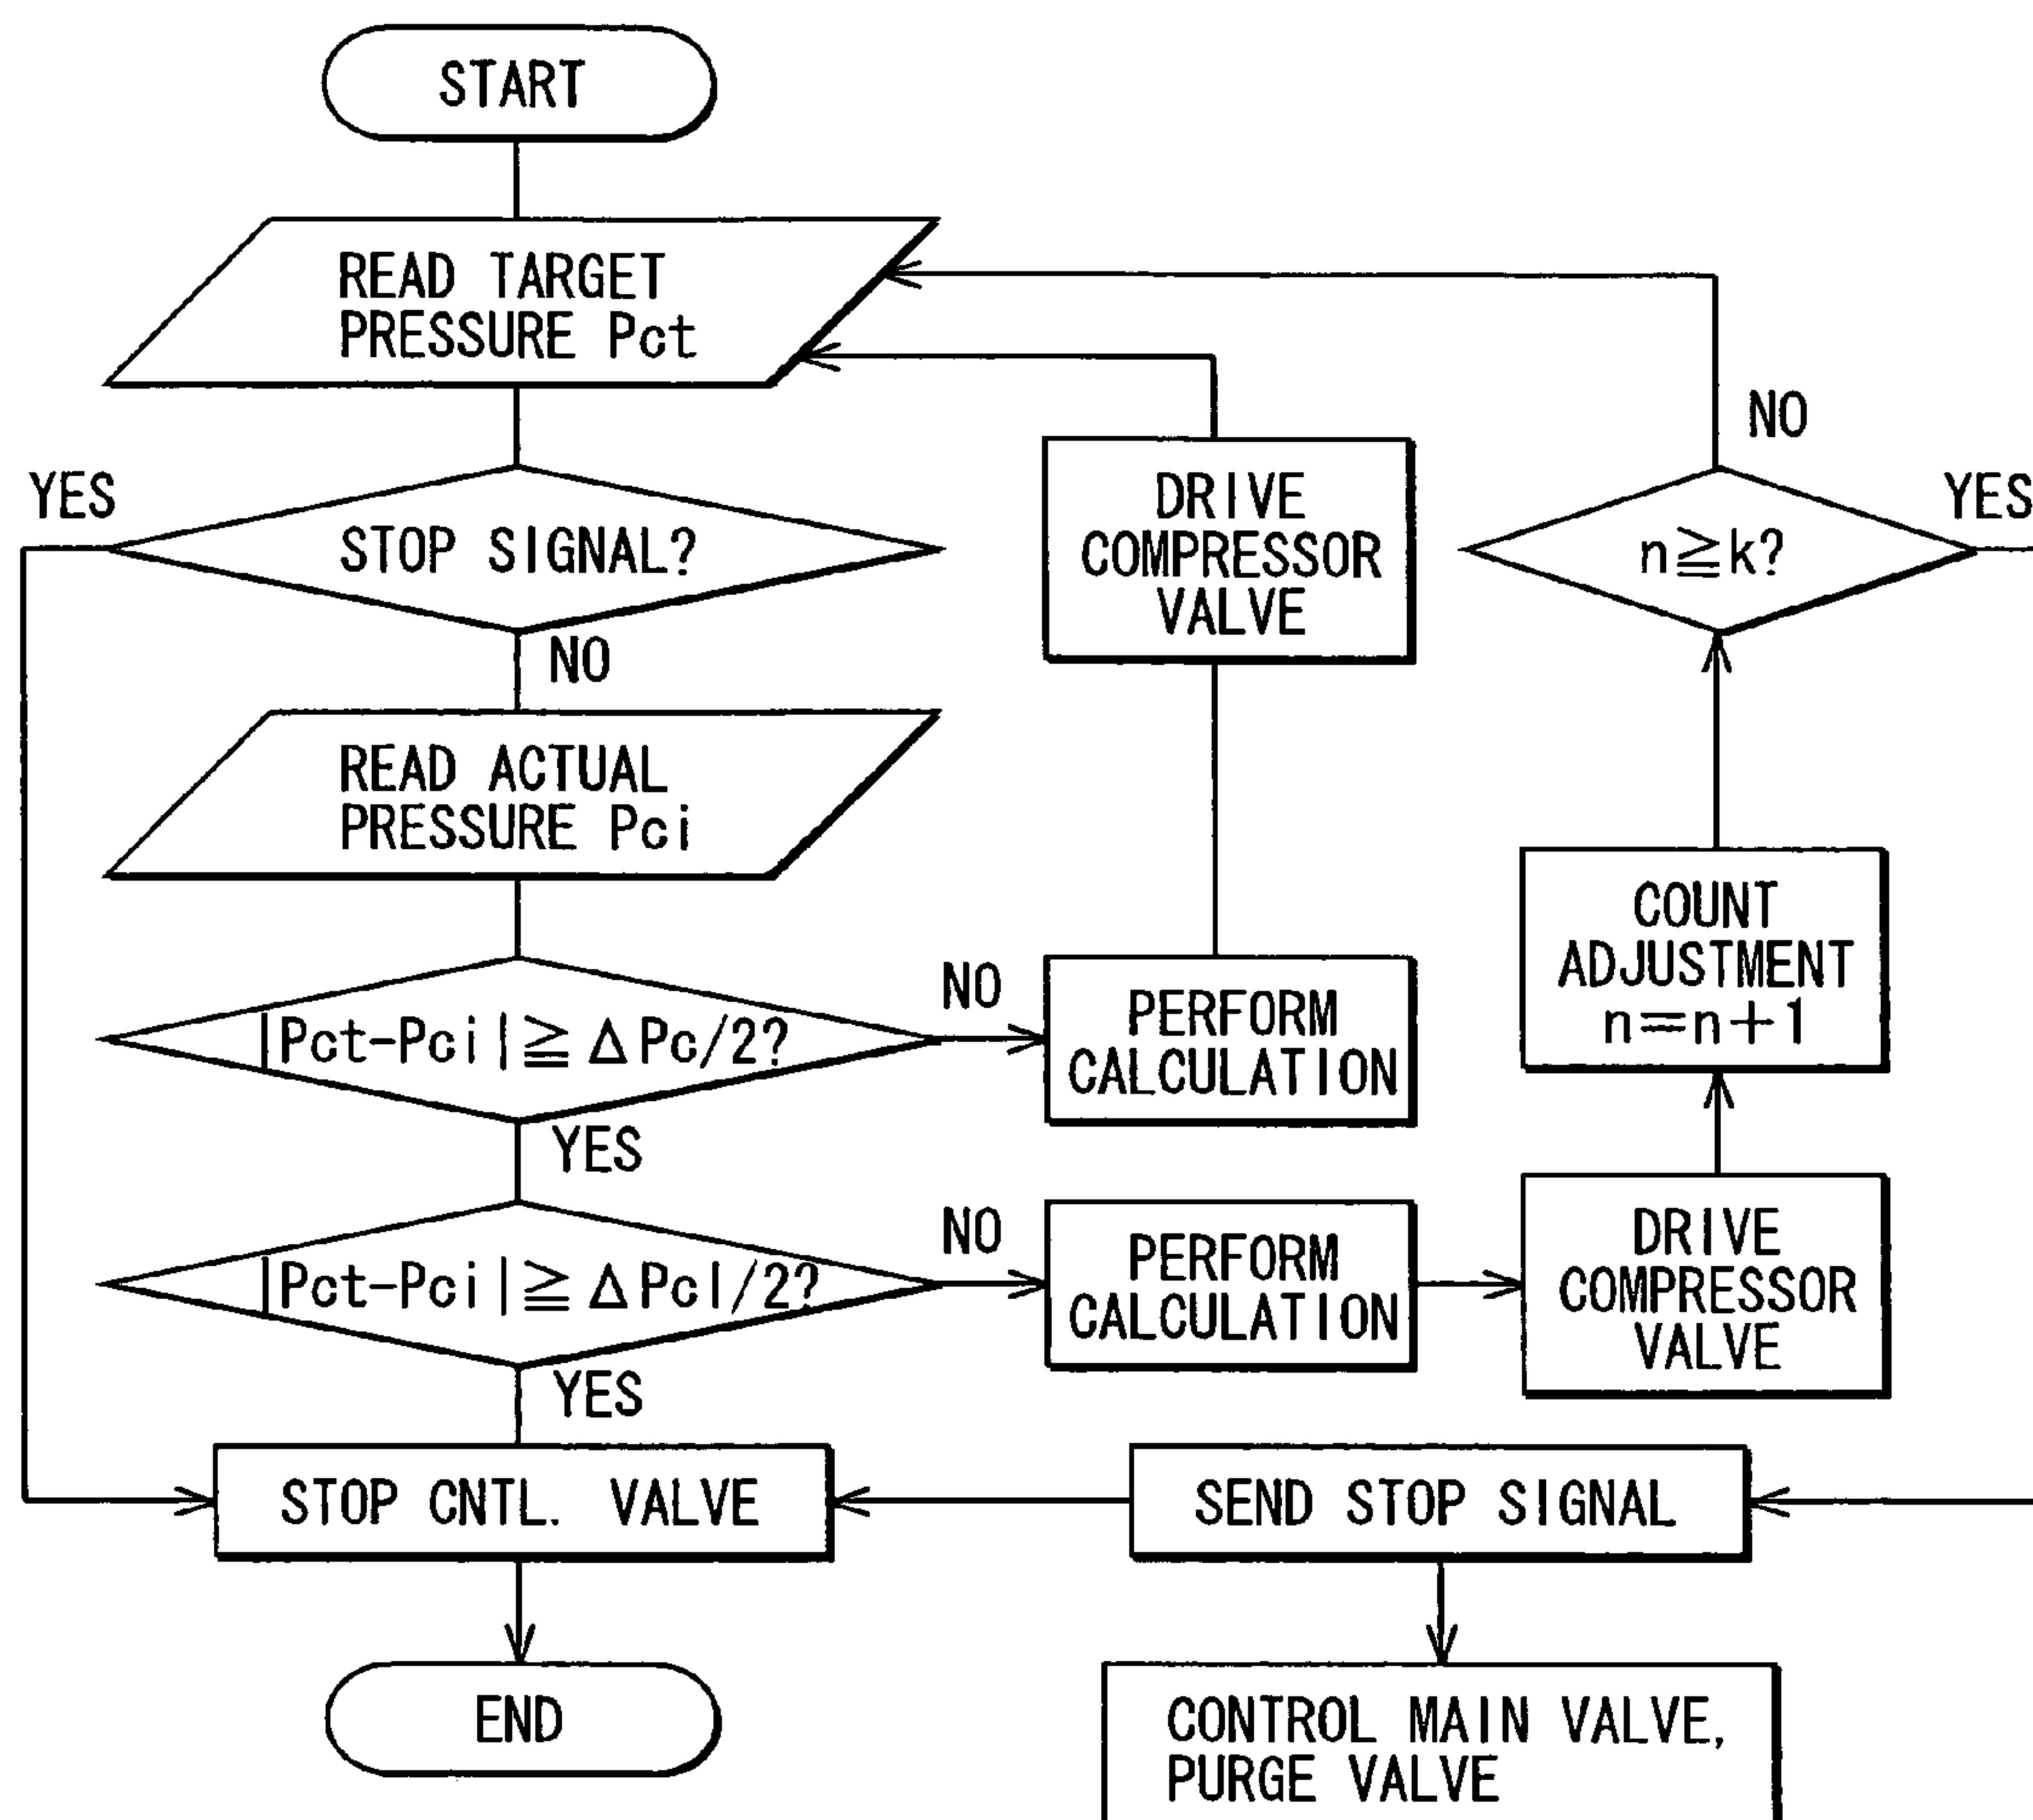 START
READ TARGET
PRESSURE Pct
YES
STOP SIGNAL?
NO
READ ACTUAL
PRESSURE Pci
|Pct-Pci|≧ΔPc/2?
NO
PERFORM
CALCULATION
DRIVE
COMPRESSOR
VALVE
YES
|Pct-Pci|≧ΔPcl/2?
NO
PERFORM
CALCULATION
DRIVE
COMPRESSOR
VALVE
COUNT
ADJUSTMENT
n=n+1
n≧k?
NO
YES
YES
STOP CNTL. VALVE
SEND STOP SIGNAL
END
CONTROL MAIN VALVE,
PURGE VALVE